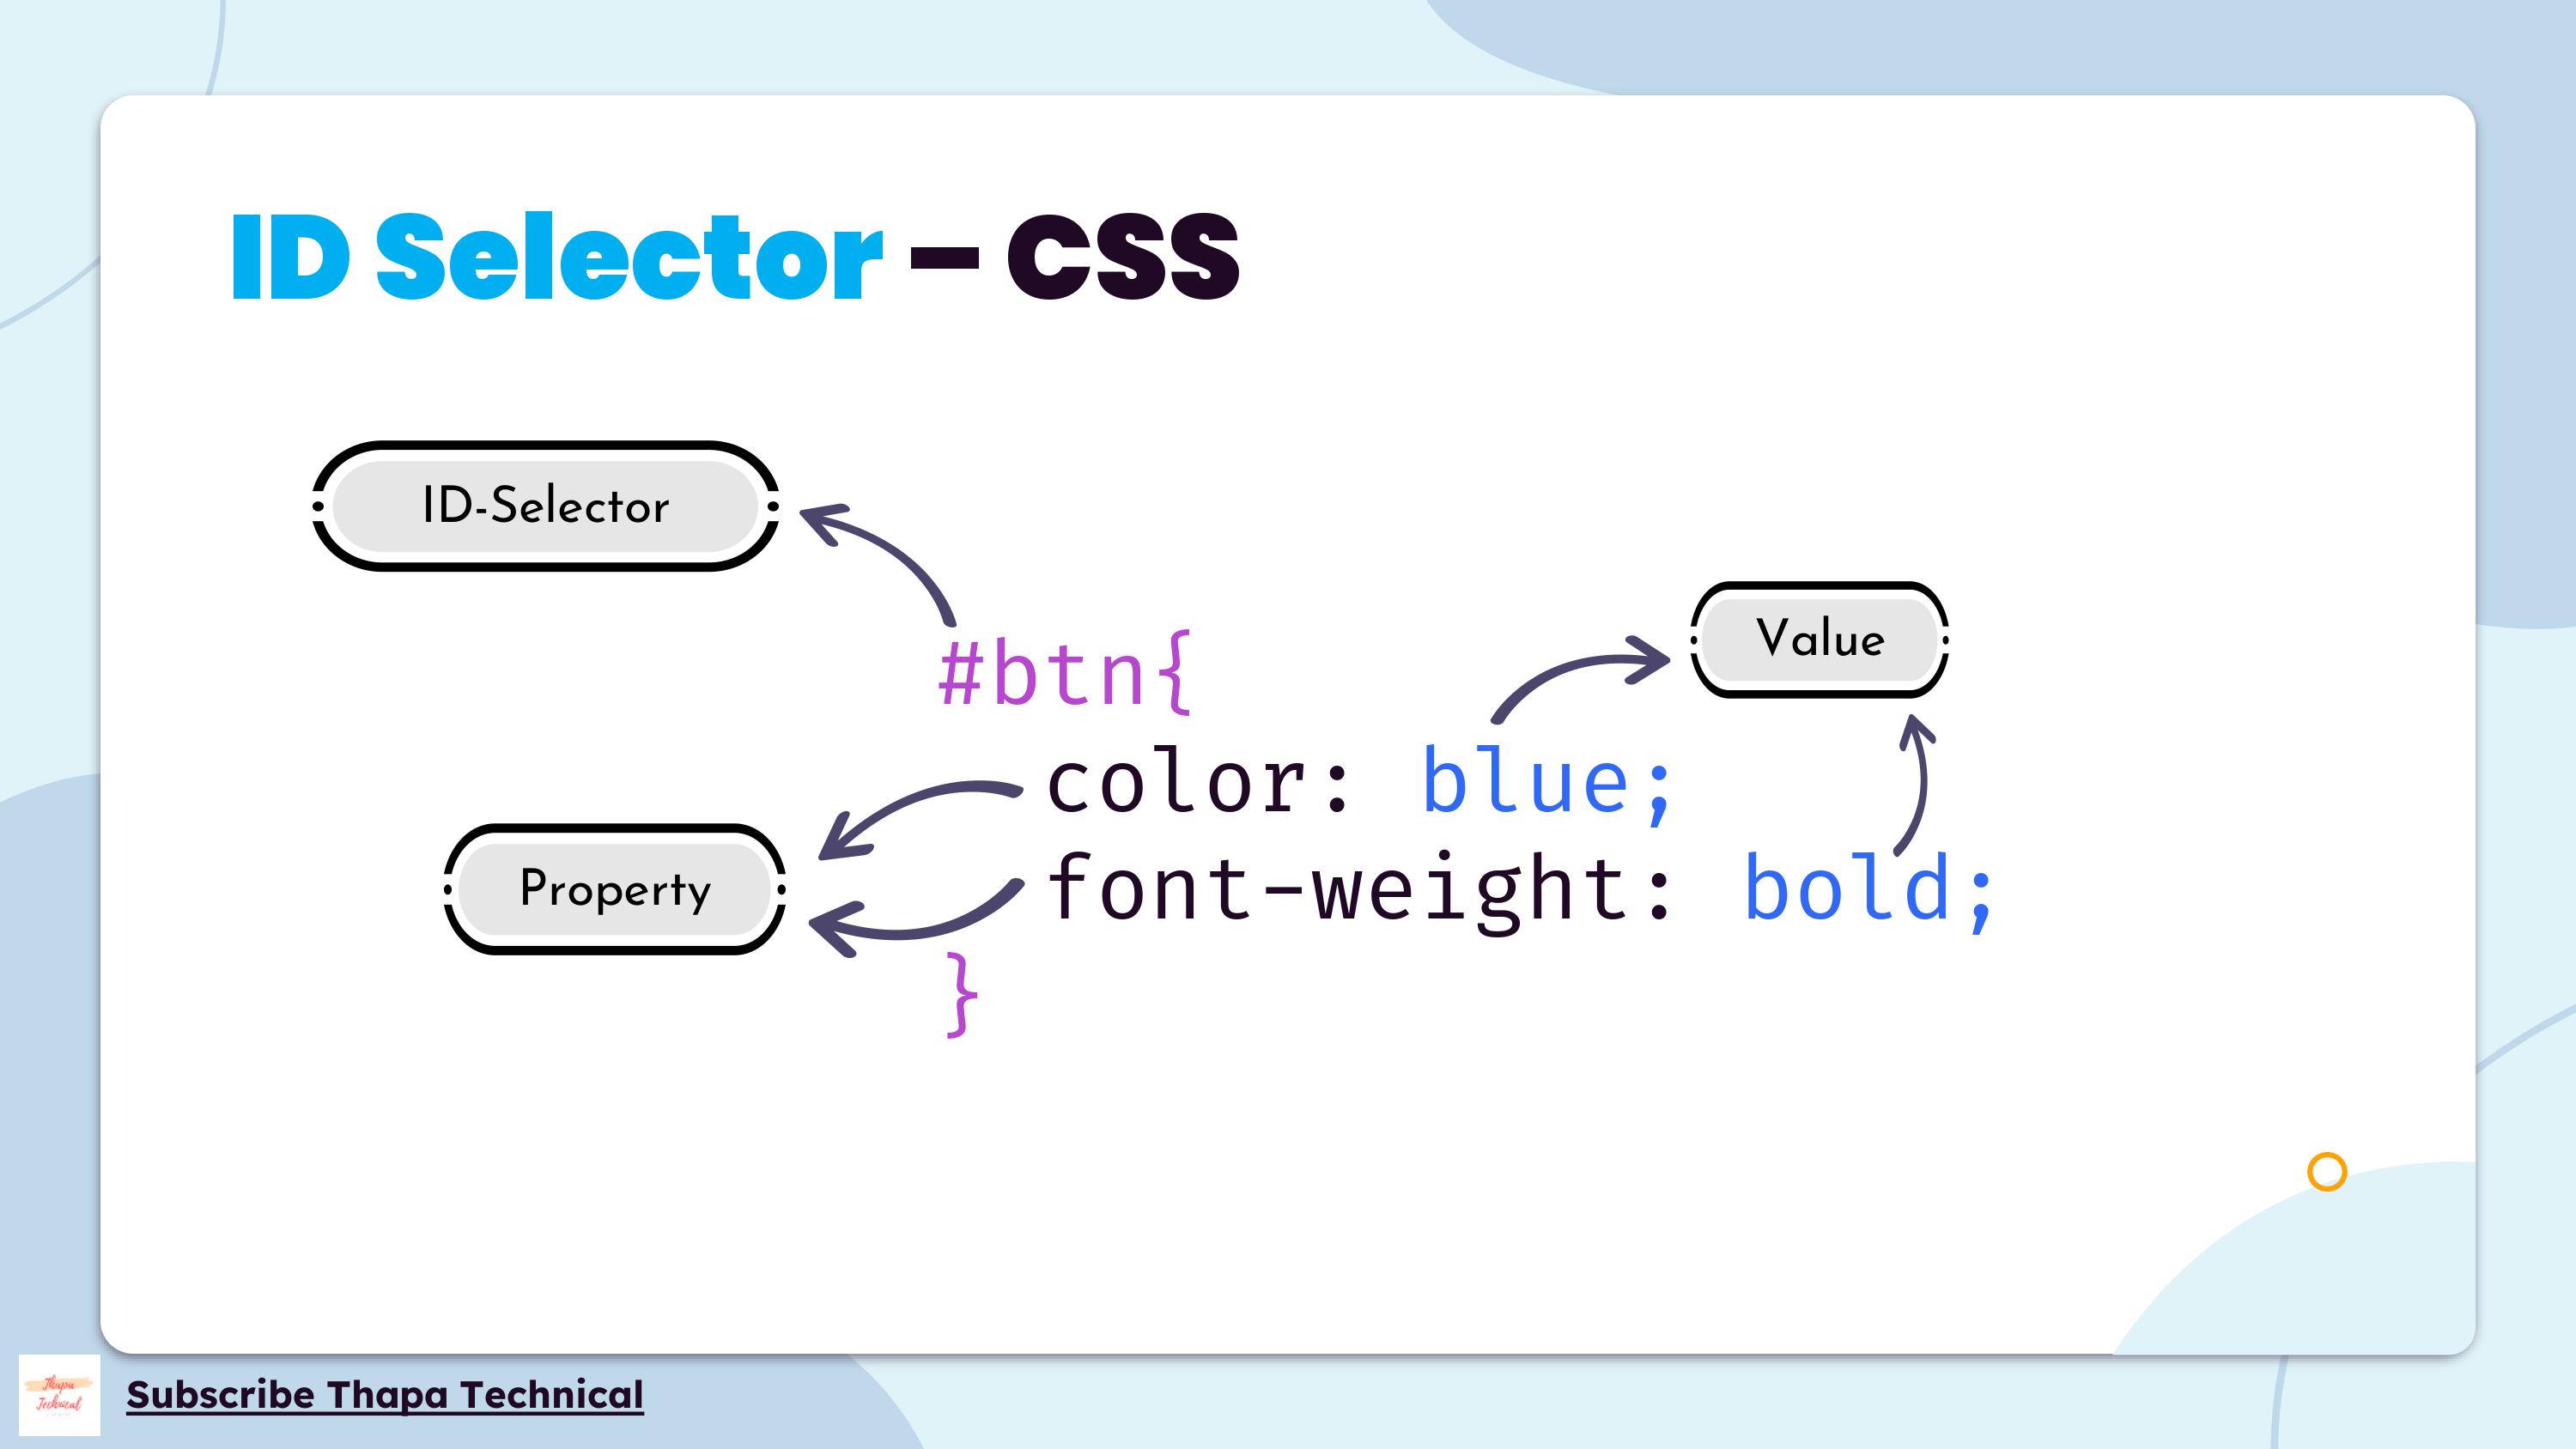 ID Selector – CSS
ID-Selector
Value
#btn{
color: blue;
font-weight: bold;
}
Property
Thapa
Technical
Subscribe Thapa Technical